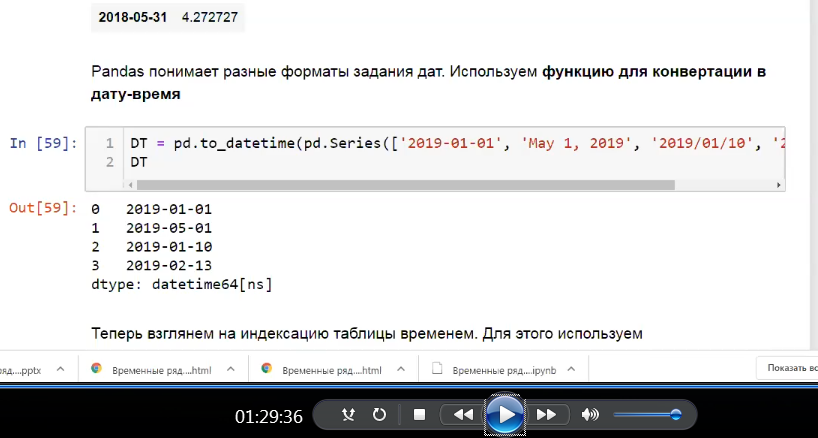 2018-05-31 4.272727
Pandas понимает разные форматы задания дат. Используем функцию для конвертации в
дату-время
In [59]: 1 DT = pd.to_datetime(pd.Series(['2019-01-01', 'May 1, 2019', '2019/01/10', '2
2 DT
Out[59]: 0 2019-01-01
1 2019-05-01
2 2019-01-10
3 2019-02-13
dtype: datetime64[ns]
Теперь взглянем на индексацию таблицы временем. Для этого используем
яд....pptx Временные ряд....html Временные ряд....html Временные ряд....ipynb Показать вс
01:29:36